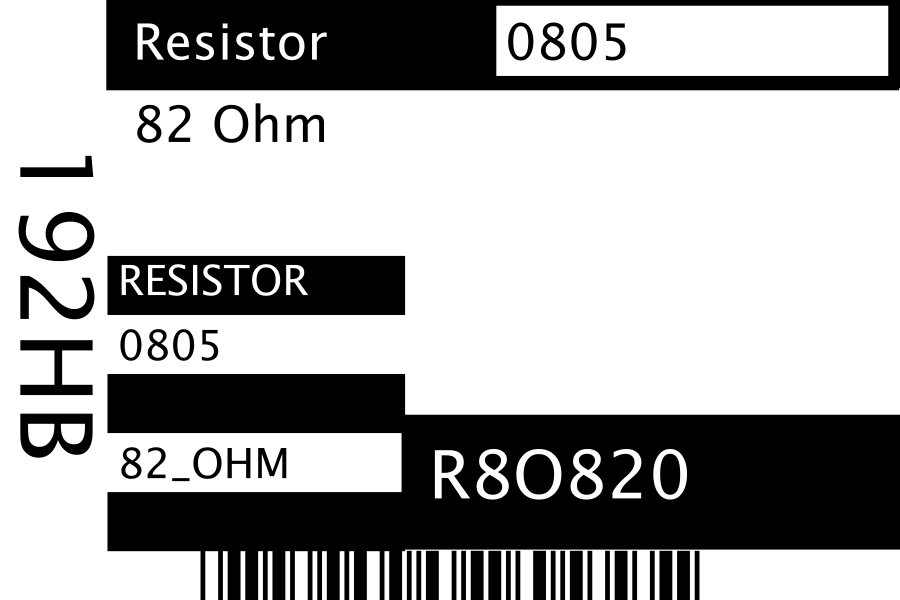 Resistor 0805
82 Ohm
192HB
RESISTOR
0805
82_OHM
R8O820